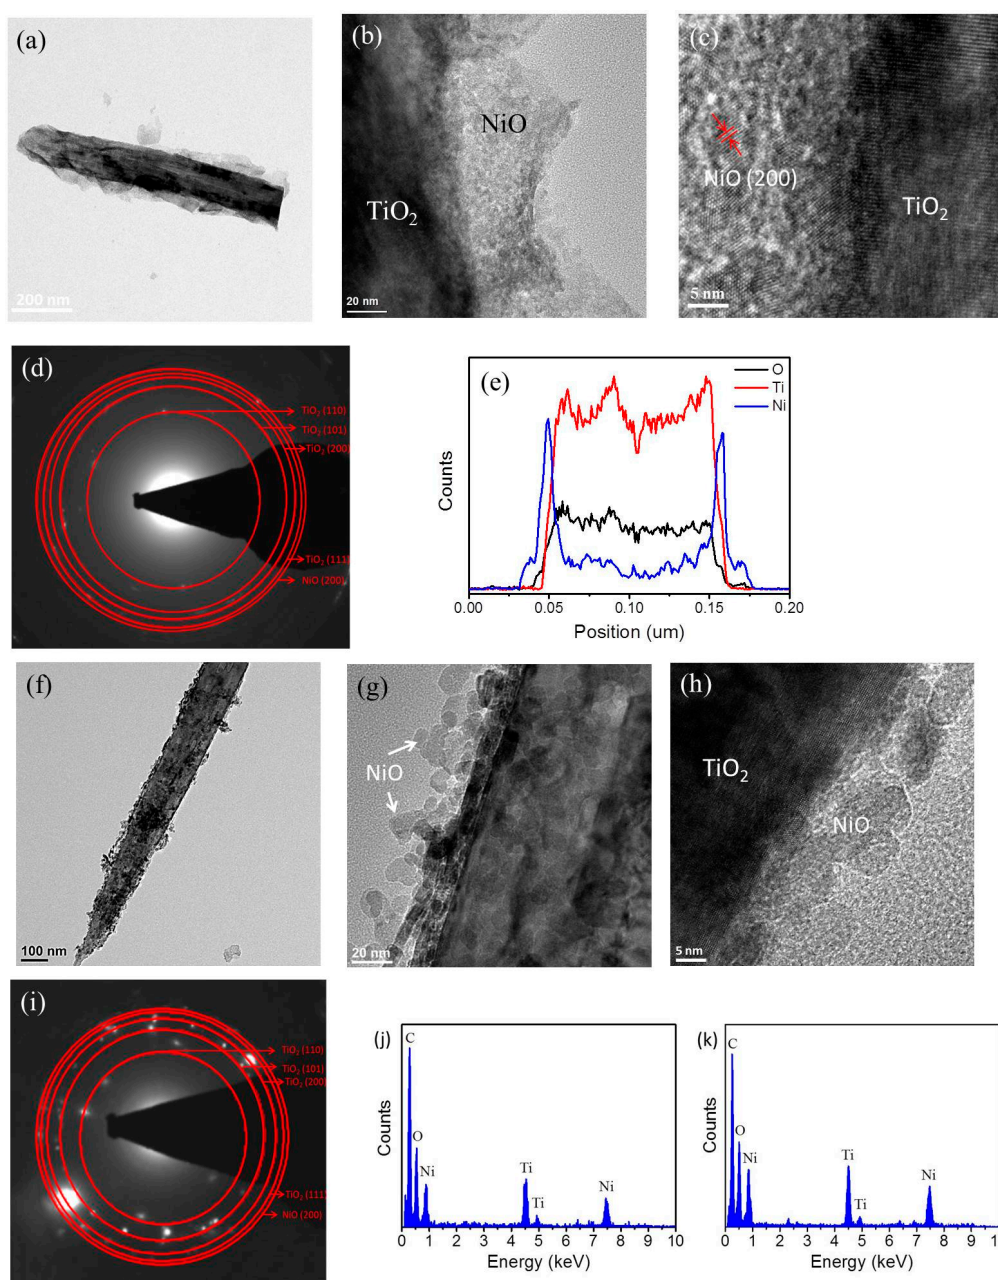 (a)
200 nm
(b)
NiO
TiO₂
20 nm
(c)
NiO (200)
TiO₂
5 nm
(d)
TiO₂ (110)
TiO₂ (101)
TiO₂ (200)
TiO₂ (111)
NiO (200)
(e)
O
Ti
Ni
Counts
0.00 0.05 0.10 0.15 0.20
Position (um)
(f)
100 nm
(g)
NiO
20 nm
(h)
TiO₂
NiO
5 nm
(i)
TiO₂ (110)
TiO₂ (101)
TiO₂ (200)
TiO₂ (111)
NiO (200)
(j)
C
O
Ni
Ti
Ti
Ni
Counts
0 1 2 3 4 5 6 7 8 9 10
Energy (keV)
(k)
C
O
Ni
Ti
Ti
Ni
Counts
0 1 2 3 4 5 6 7 8 9
Energy (keV)